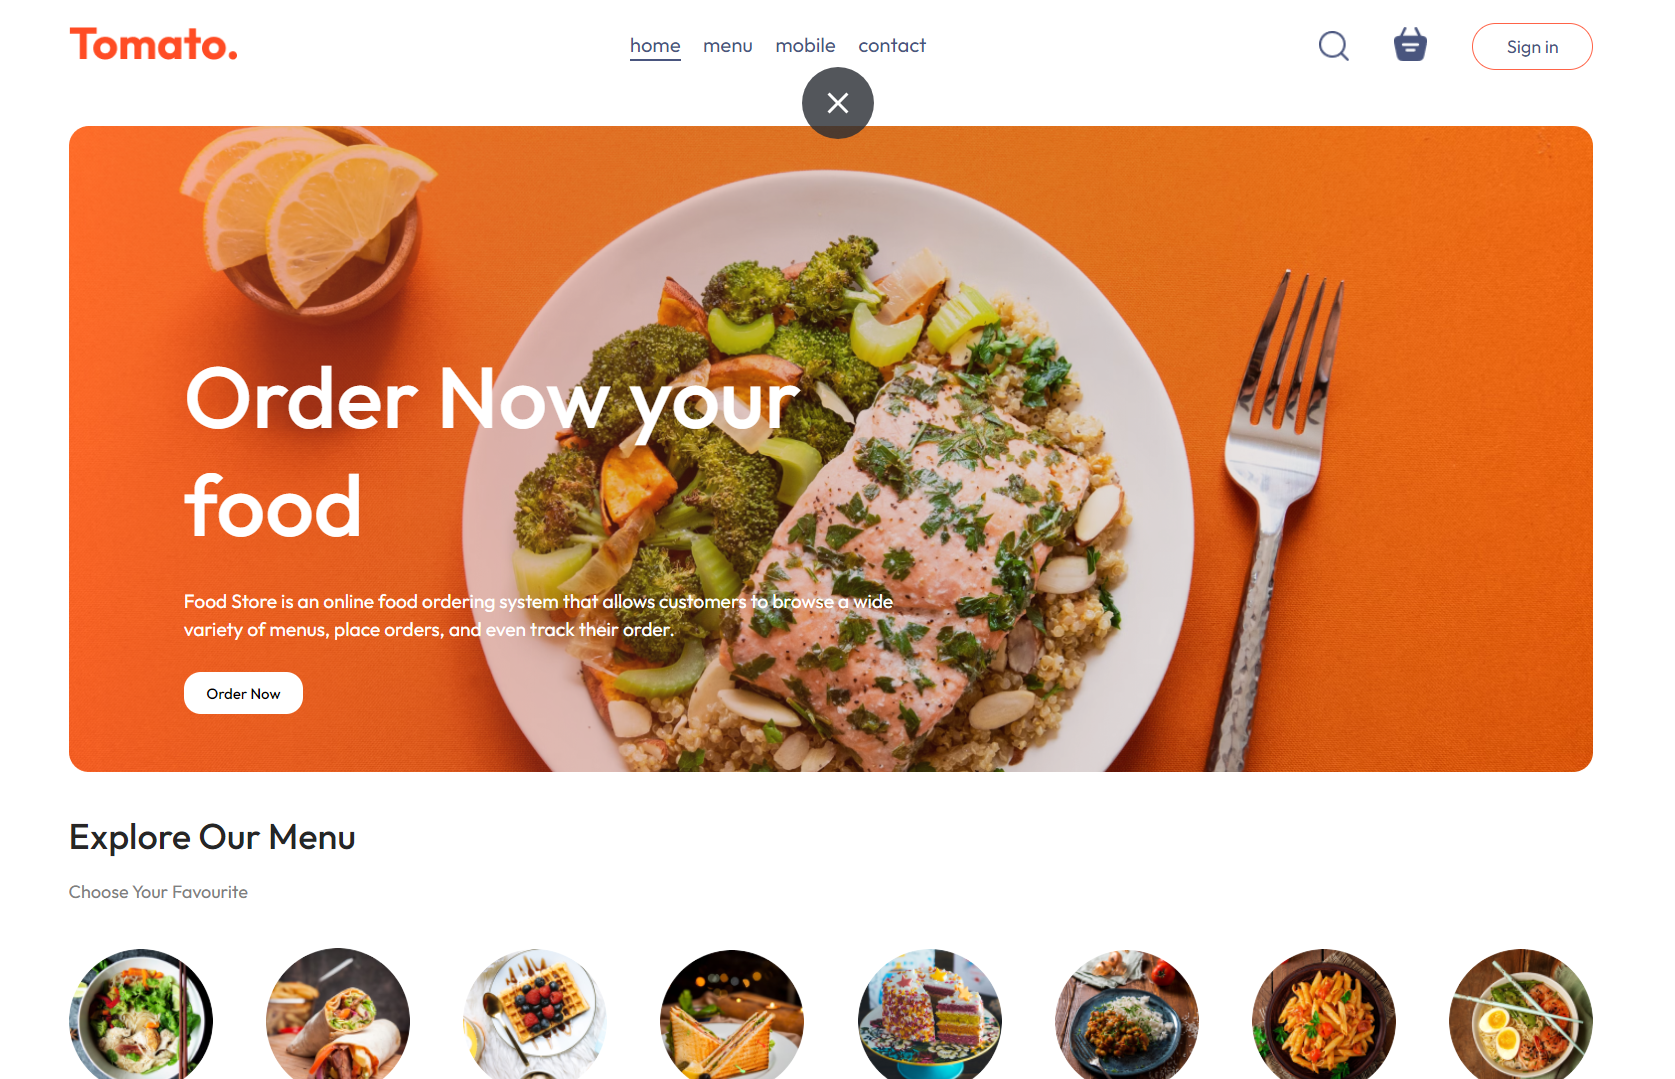 Tomato.
home menu mobile contact
Sign in
Order Now your
food
Food Store is an online food ordering system that allows customers to browse a wide
variety of menus, place orders, and even track their order.
Order Now
Explore Our Menu
Choose Your Favourite